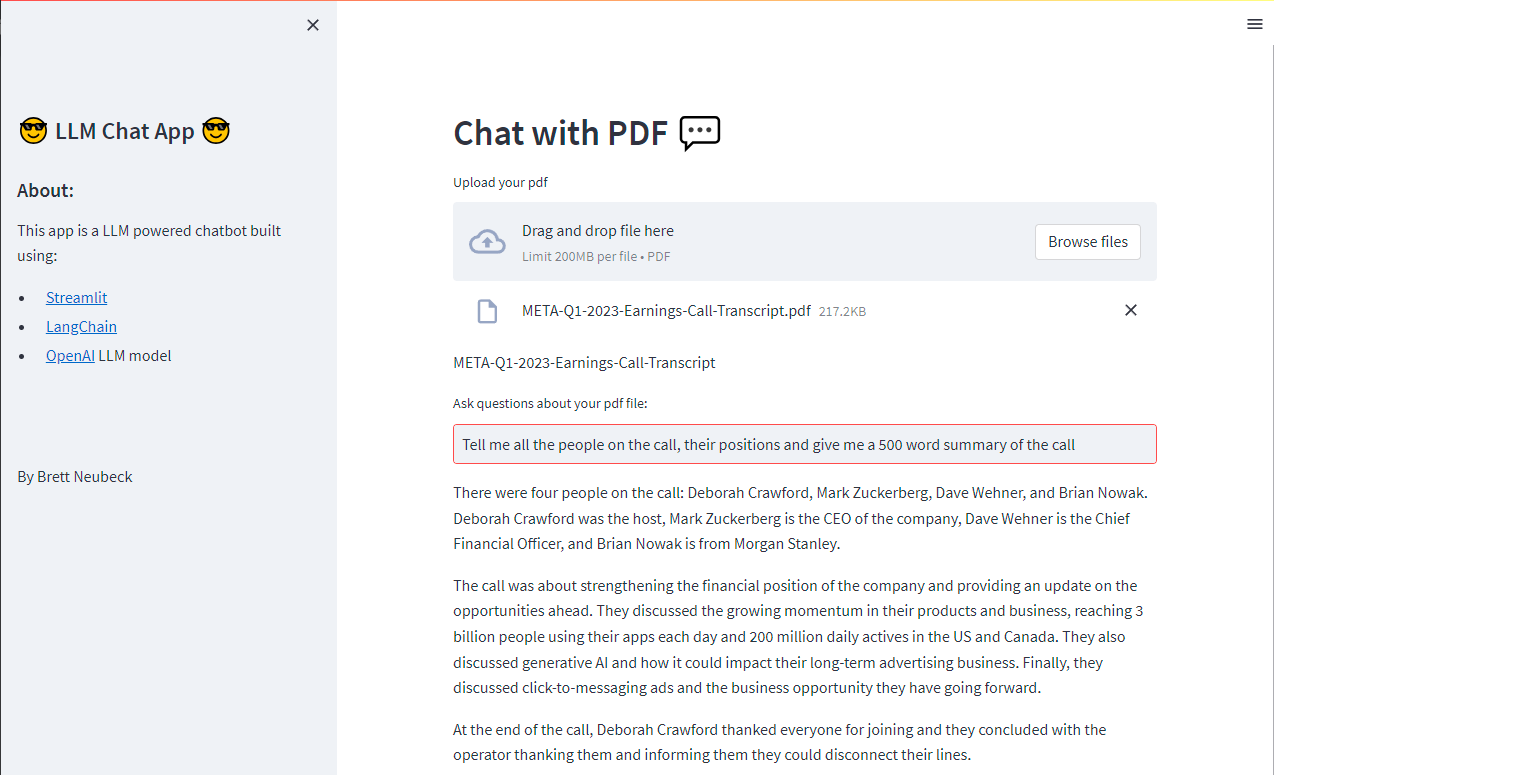 😎 LLM Chat App 😎
About:
This app is a LLM powered chatbot built
using:
• Streamlit
• LangChain
• OpenAI LLM model
By Brett Neubeck
Chat with PDF 💬
Upload your pdf
Drag and drop file here
Limit 200MB per file • PDF
Browse files
META-Q1-2023-Earnings-Call-Transcript.pdf 217.2KB
META-Q1-2023-Earnings-Call-Transcript
Ask questions about your pdf file:
Tell me all the people on the call, their positions and give me a 500 word summary of the call
There were four people on the call: Deborah Crawford, Mark Zuckerberg, Dave Wehner, and Brian Nowak.
Deborah Crawford was the host, Mark Zuckerberg is the CEO of the company, Dave Wehner is the Chief
Financial Officer, and Brian Nowak is from Morgan Stanley.
The call was about strengthening the financial position of the company and providing an update on the
opportunities ahead. They discussed the growing momentum in their products and business, reaching 3
billion people using their apps each day and 200 million daily actives in the US and Canada. They also
discussed generative AI and how it could impact their long-term advertising business. Finally, they
discussed click-to-messaging ads and the business opportunity they have going forward.
At the end of the call, Deborah Crawford thanked everyone for joining and they concluded with the
operator thanking them and informing them they could disconnect their lines.